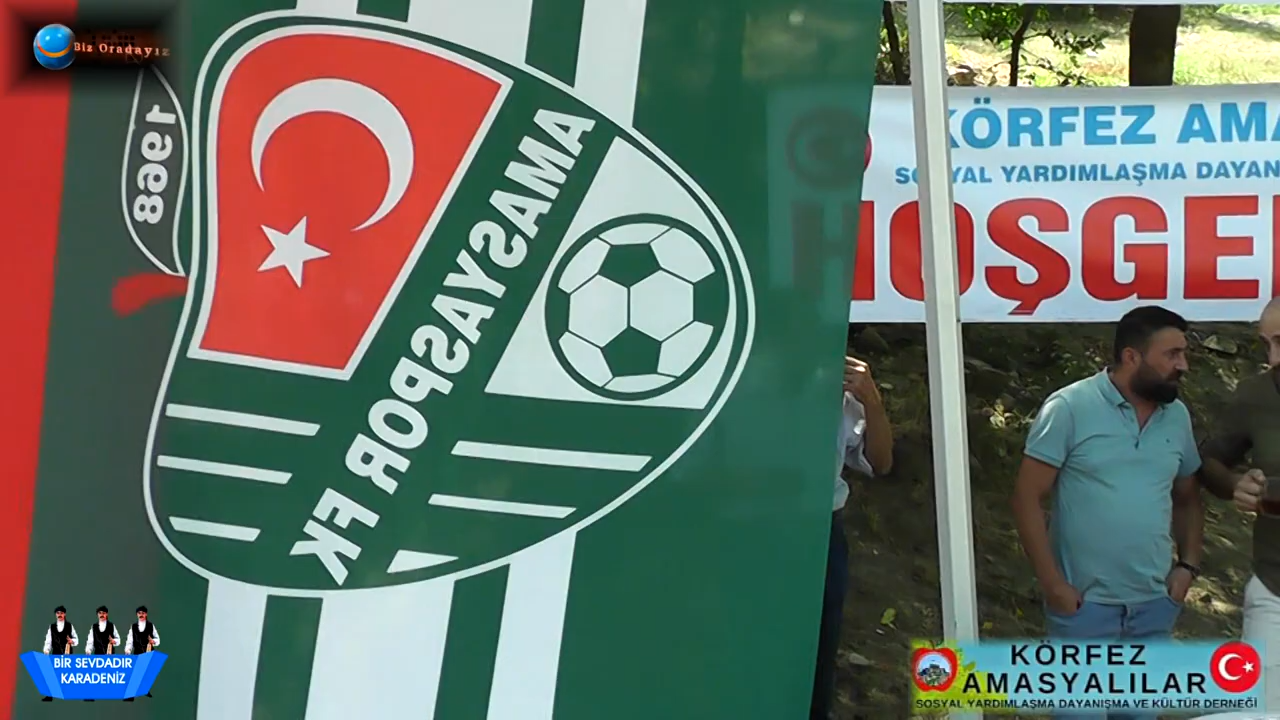 Biz Oradayız
1968
AMASYASPOR FK
KÖRFEZ AMA
SOSYAL YARDIMLAŞMA DAYAN
HOŞGEL
BİR SEVDADIR
KARADENİZ
KÖRFEZ
AMASYALILAR
SOSYAL YARDIMLAŞMA DAYANIŞMA VE KÜLTÜR DERNEĞİ